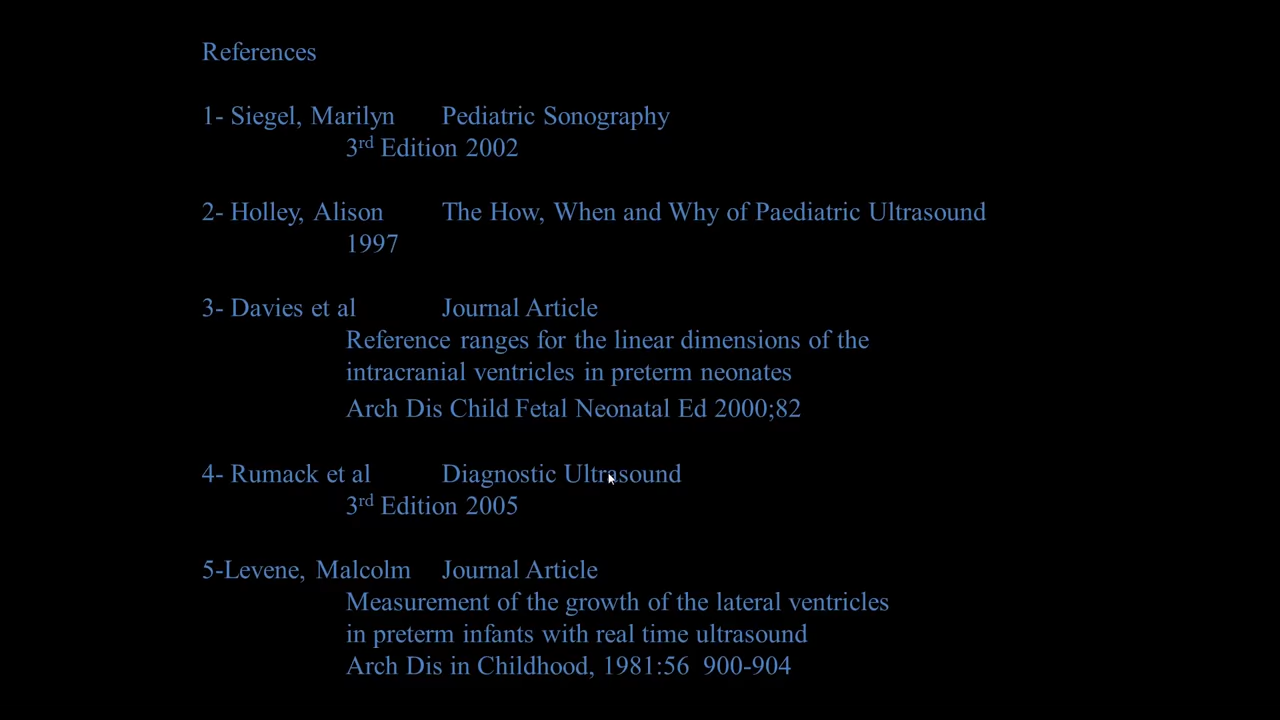 References
1- Siegel, Marilyn Pediatric Sonography
3rd Edition 2002
2- Holley, Alison The How, When and Why of Paediatric Ultrasound
1997
3- Davies et al Journal Article
Reference ranges for the linear dimensions of the
intracranial ventricles in preterm neonates
Arch Dis Child Fetal Neonatal Ed 2000;82
4- Rumack et al Diagnostic Ultrasound
3rd Edition 2005
5-Levene, Malcolm Journal Article
Measurement of the growth of the lateral ventricles
in preterm infants with real time ultrasound
Arch Dis in Childhood, 1981:56 900-904